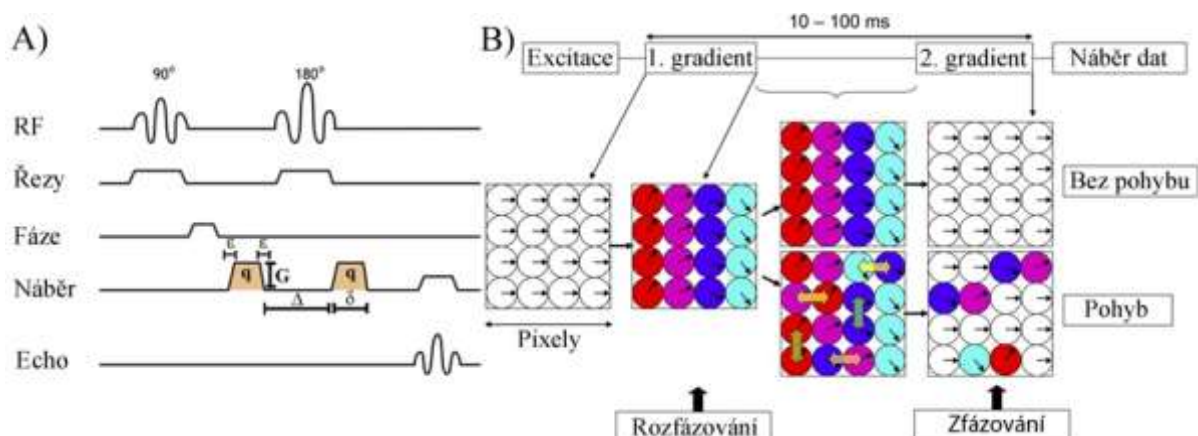 A)
90°
180°
RF
Řezy
Fáze
ε
ε
q
G
q
Náběr
Δ
δ
Echo
B)
10 – 100 ms
Excitace
1. gradient
2. gradient
Náběr dat
Bez pohybu
Pohyb
Pixely
Rozfázování
Zfázování